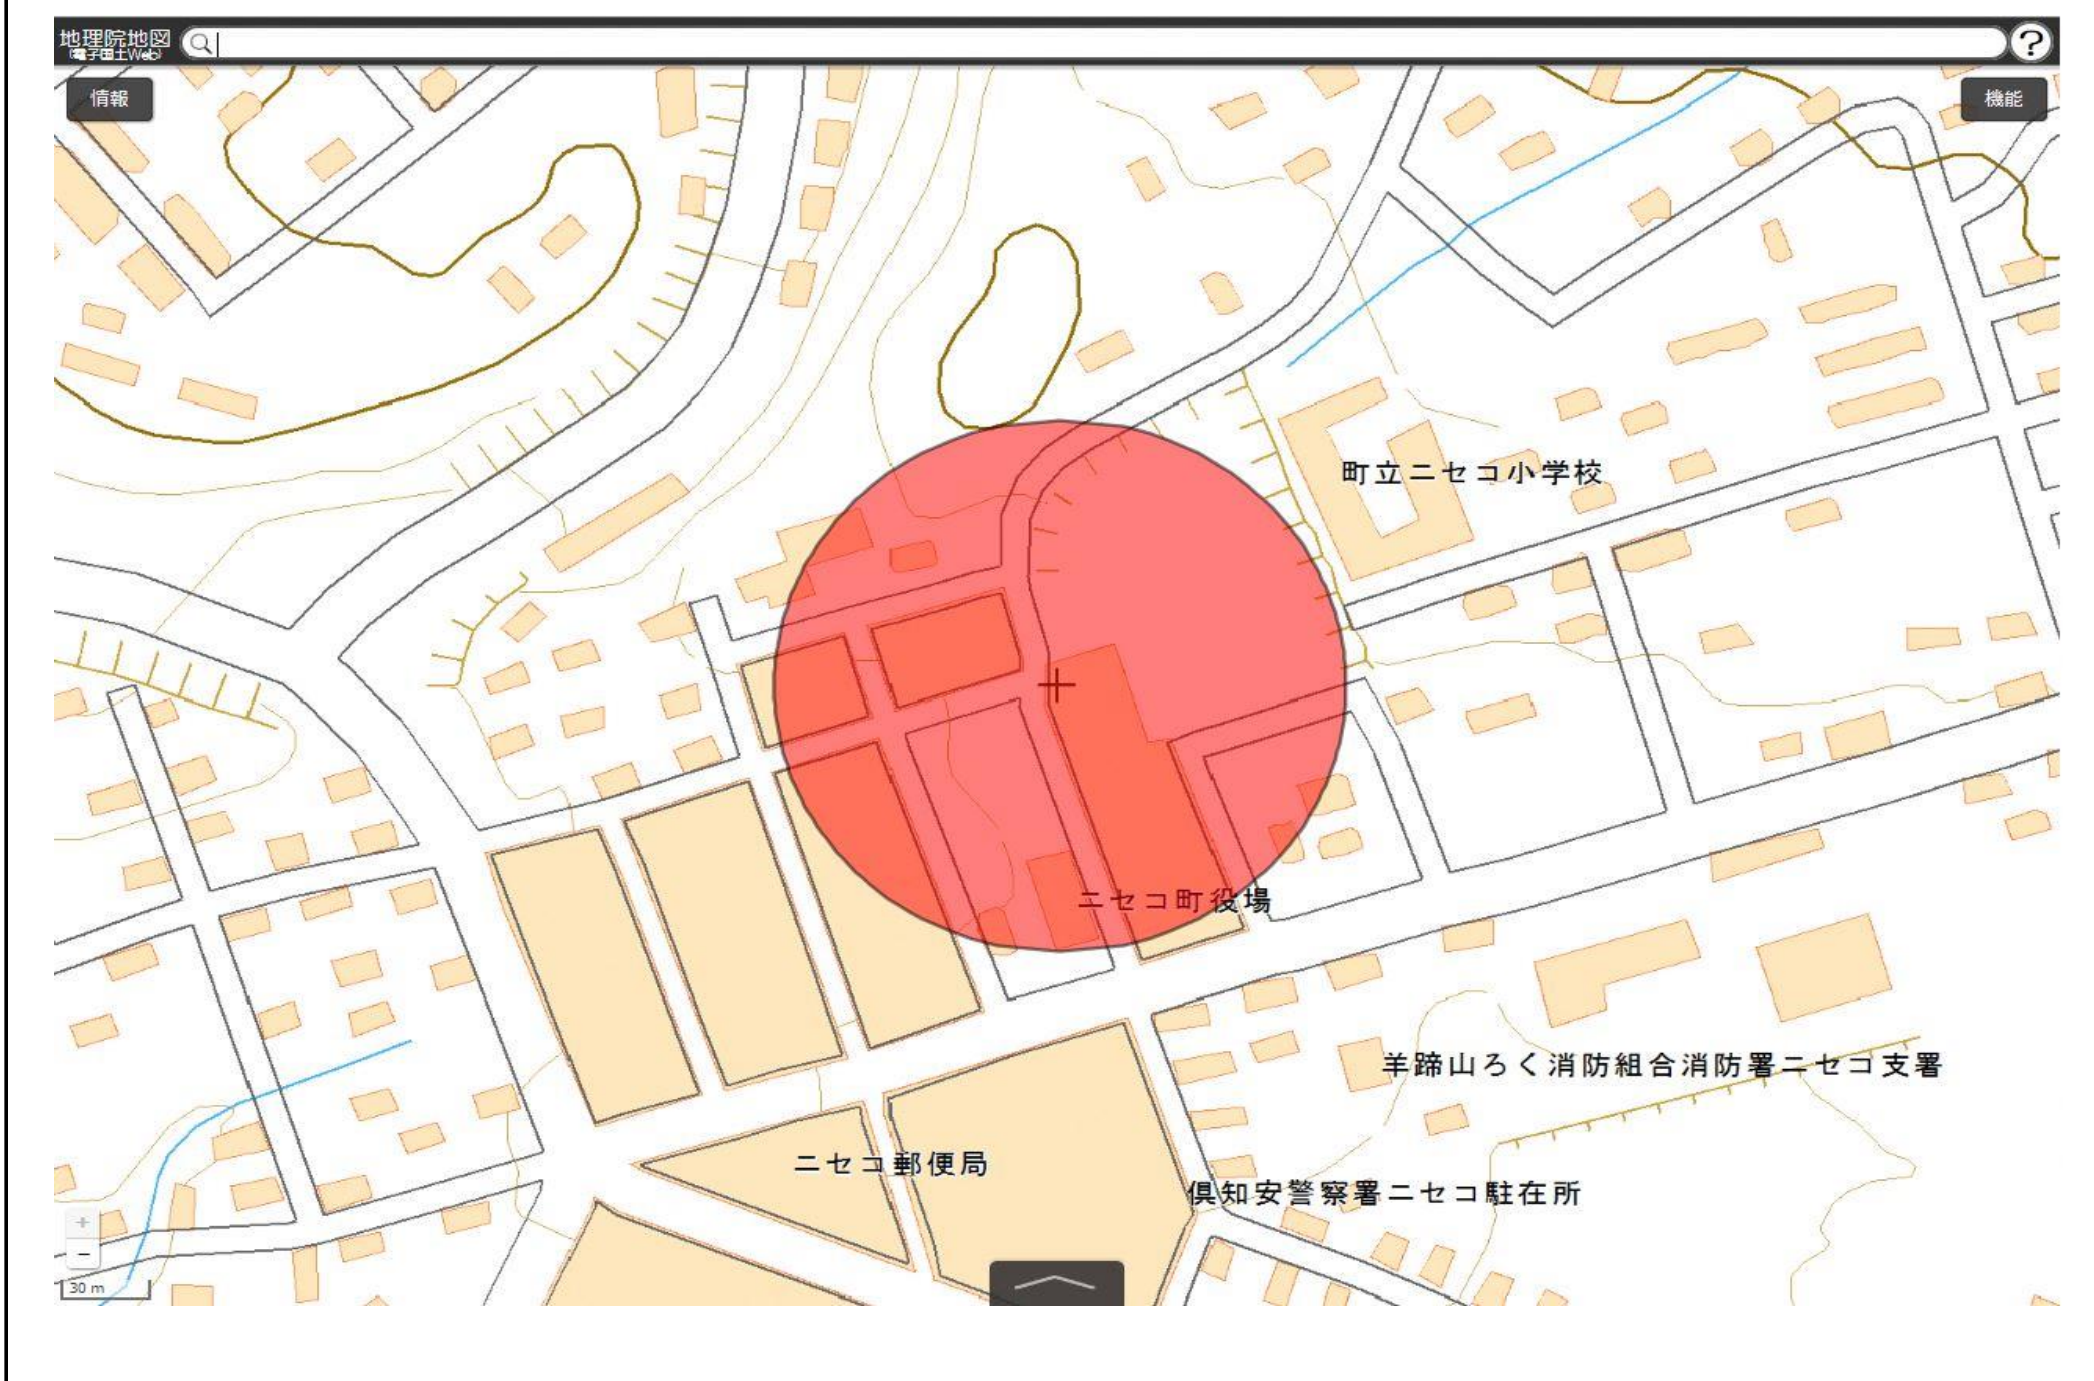 地理院地図
(電子国土Web)
?
情報
機能
町立ニセコ小学校
ニセコ町役場
羊蹄山ろく消防組合消防署ニセコ支署
ニセコ郵便局
倶知安警察署ニセコ駐在所
+
−
30 m